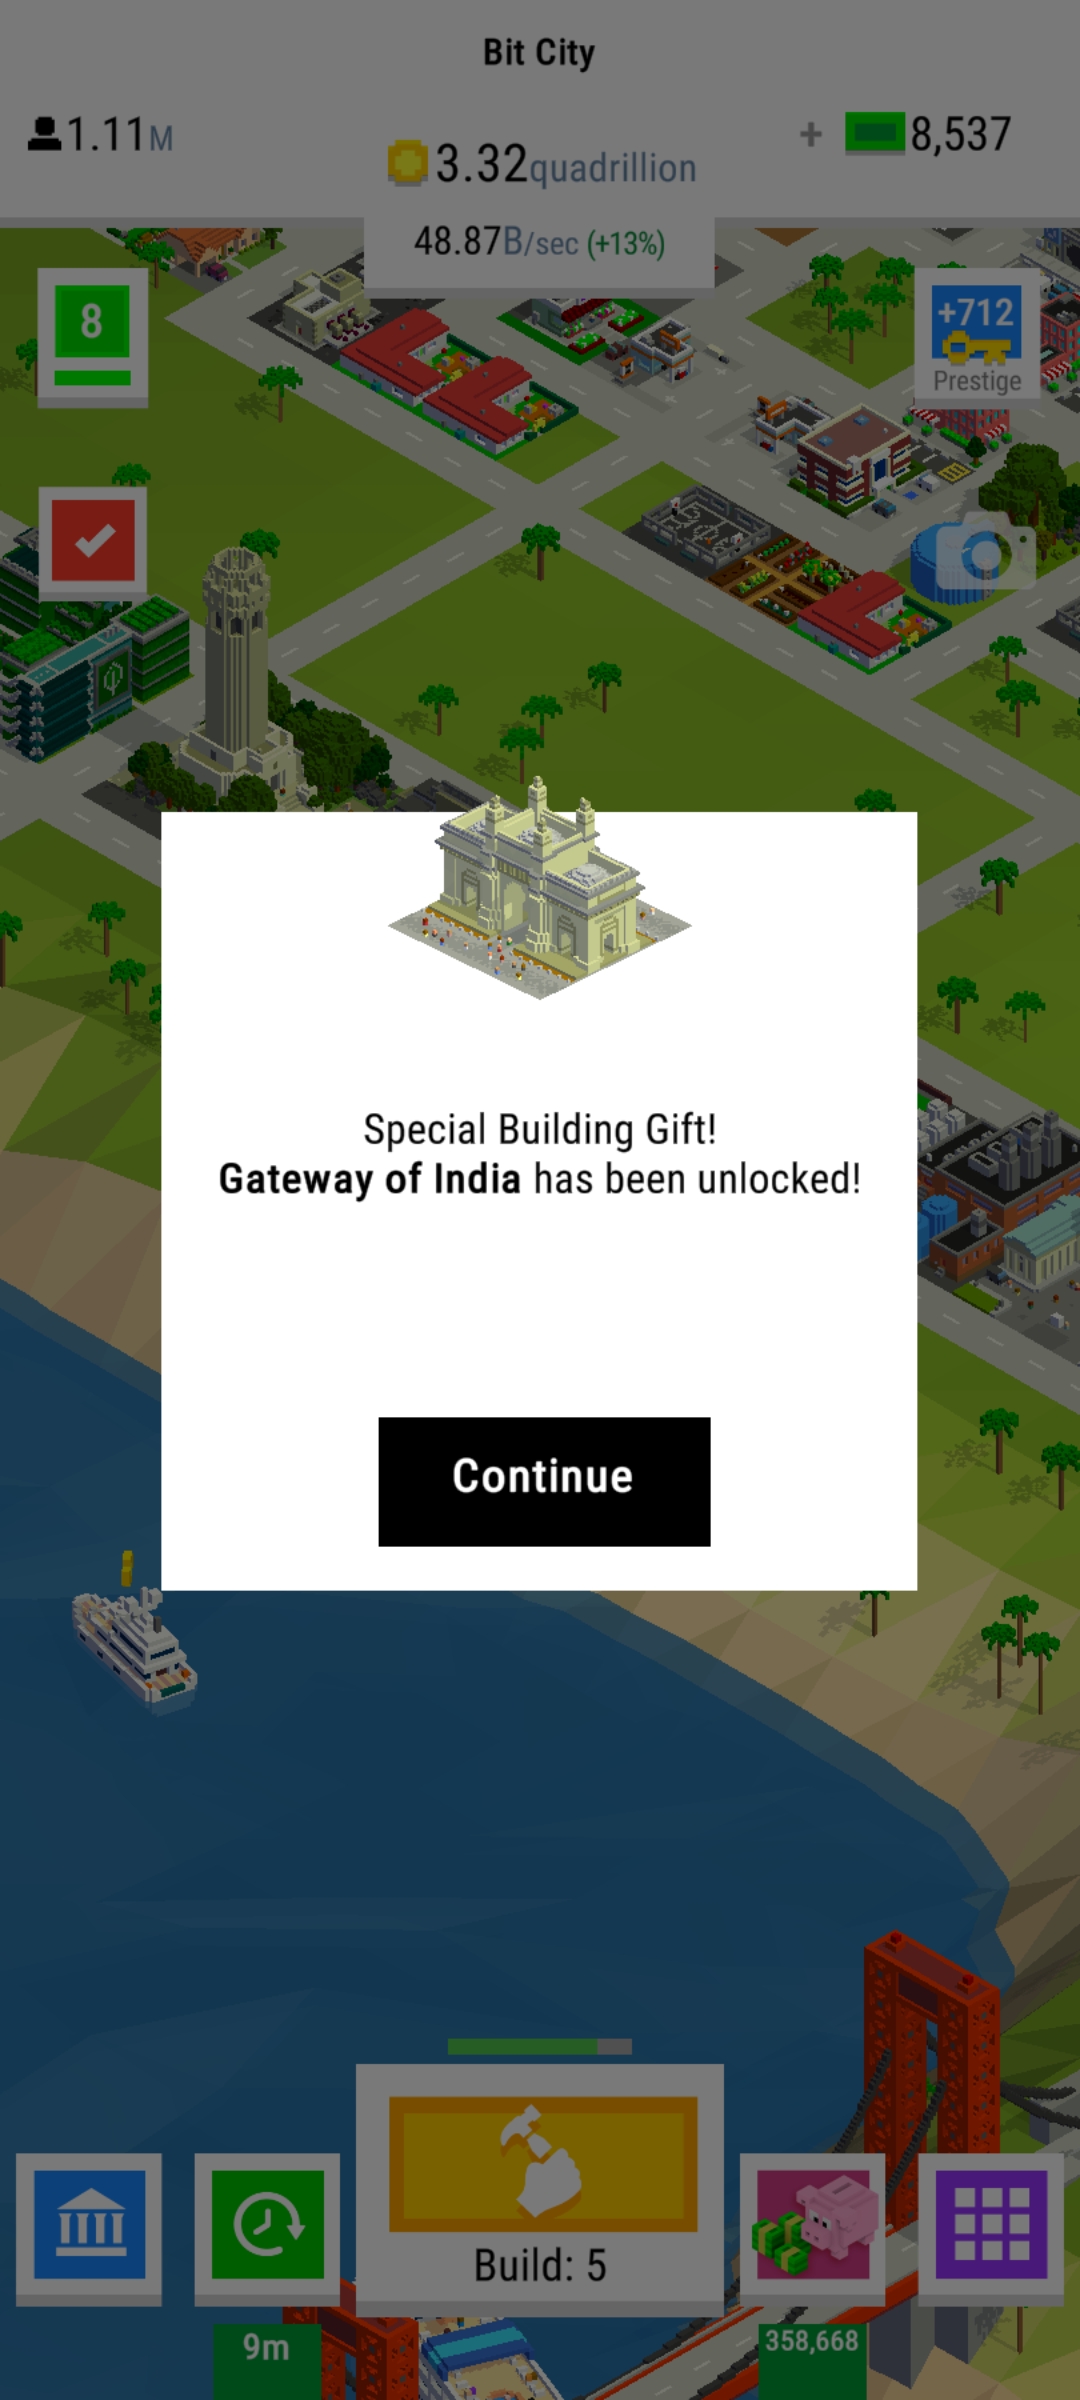 Bit City
1.11M
3.32quadrillion
+ 8,537
48.87B/sec (+13%)
8
+712
Prestige
Special Building Gift!
Gateway of India has been unlocked!
Continue
Build: 5
9m
358,668